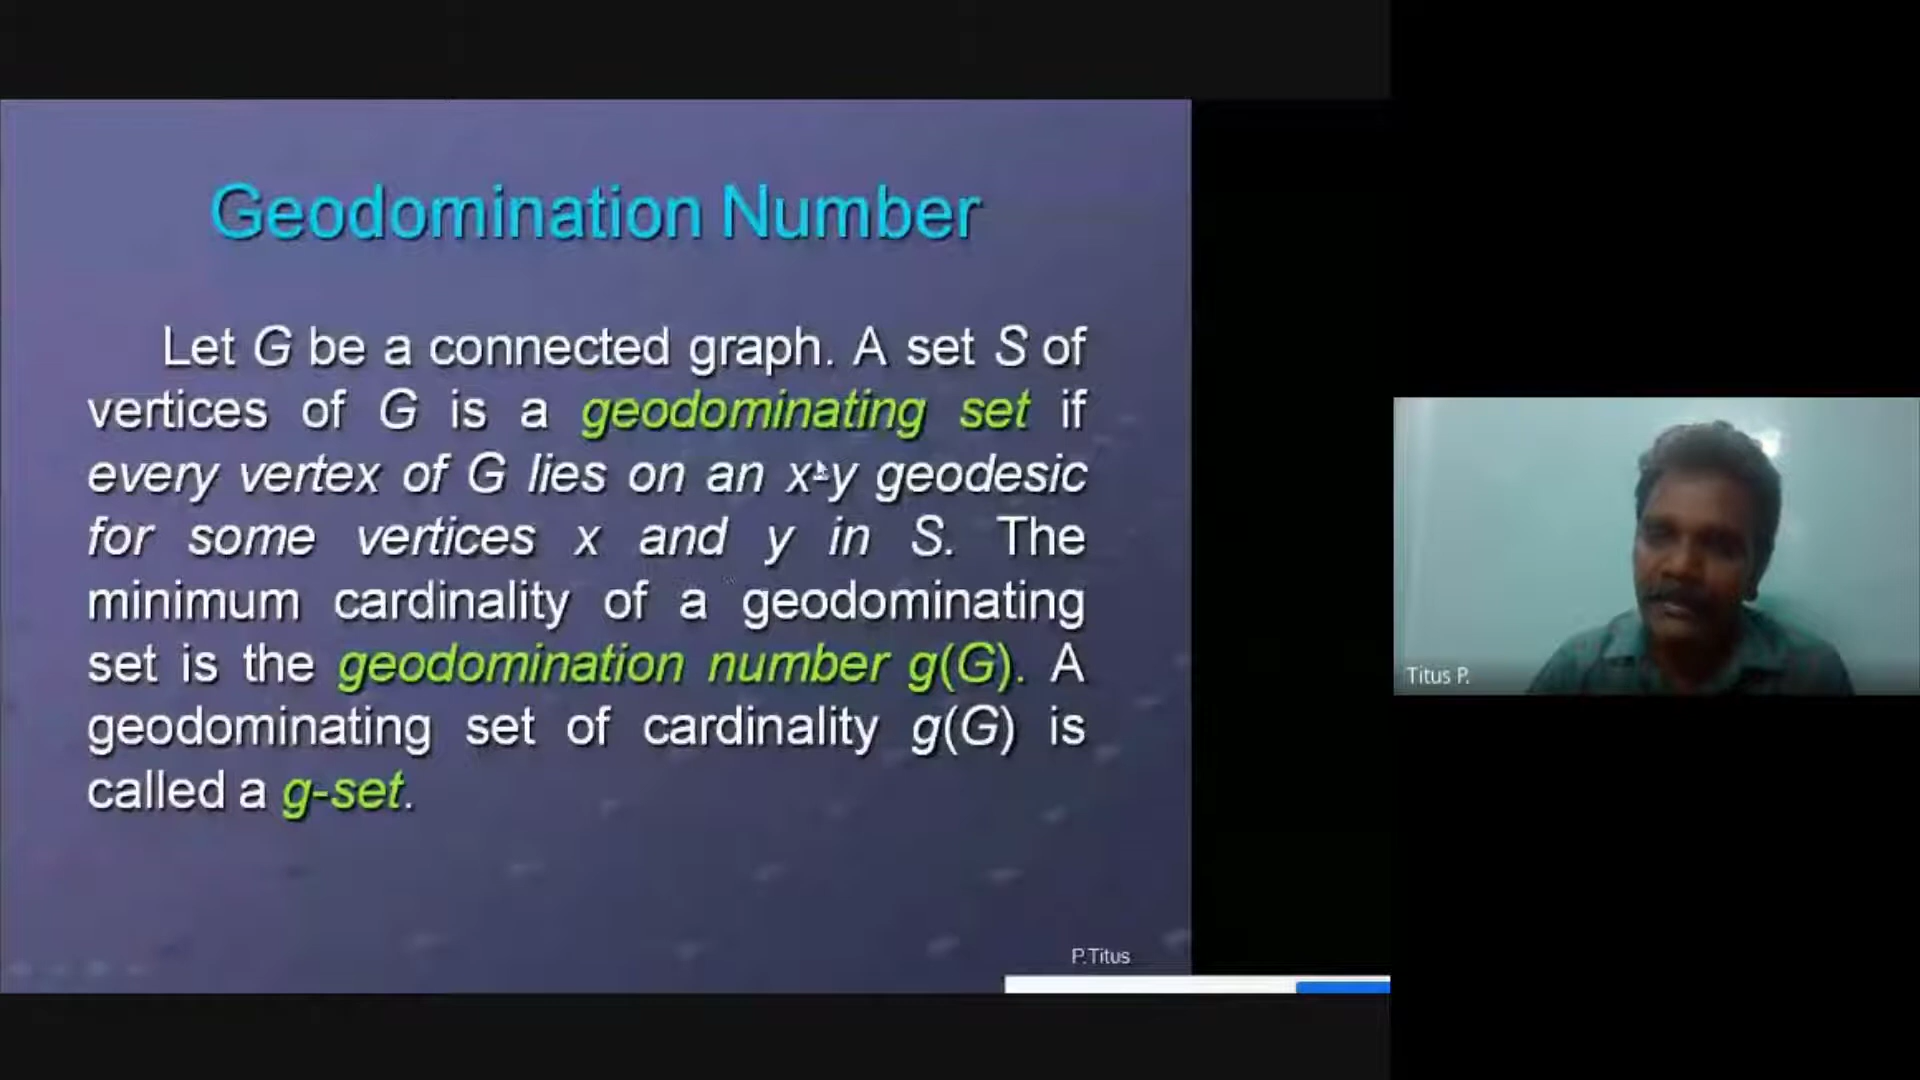 Geodomination Number
Let G be a connected graph. A set S of
vertices of G is a geodominating set if
every vertex of G lies on an x-y geodesic
for some vertices x and y in S. The
minimum cardinality of a geodominating
set is the geodomination number g(G). A
geodominating set of cardinality g(G) is
called a g-set.
P.Titus
Titus P.